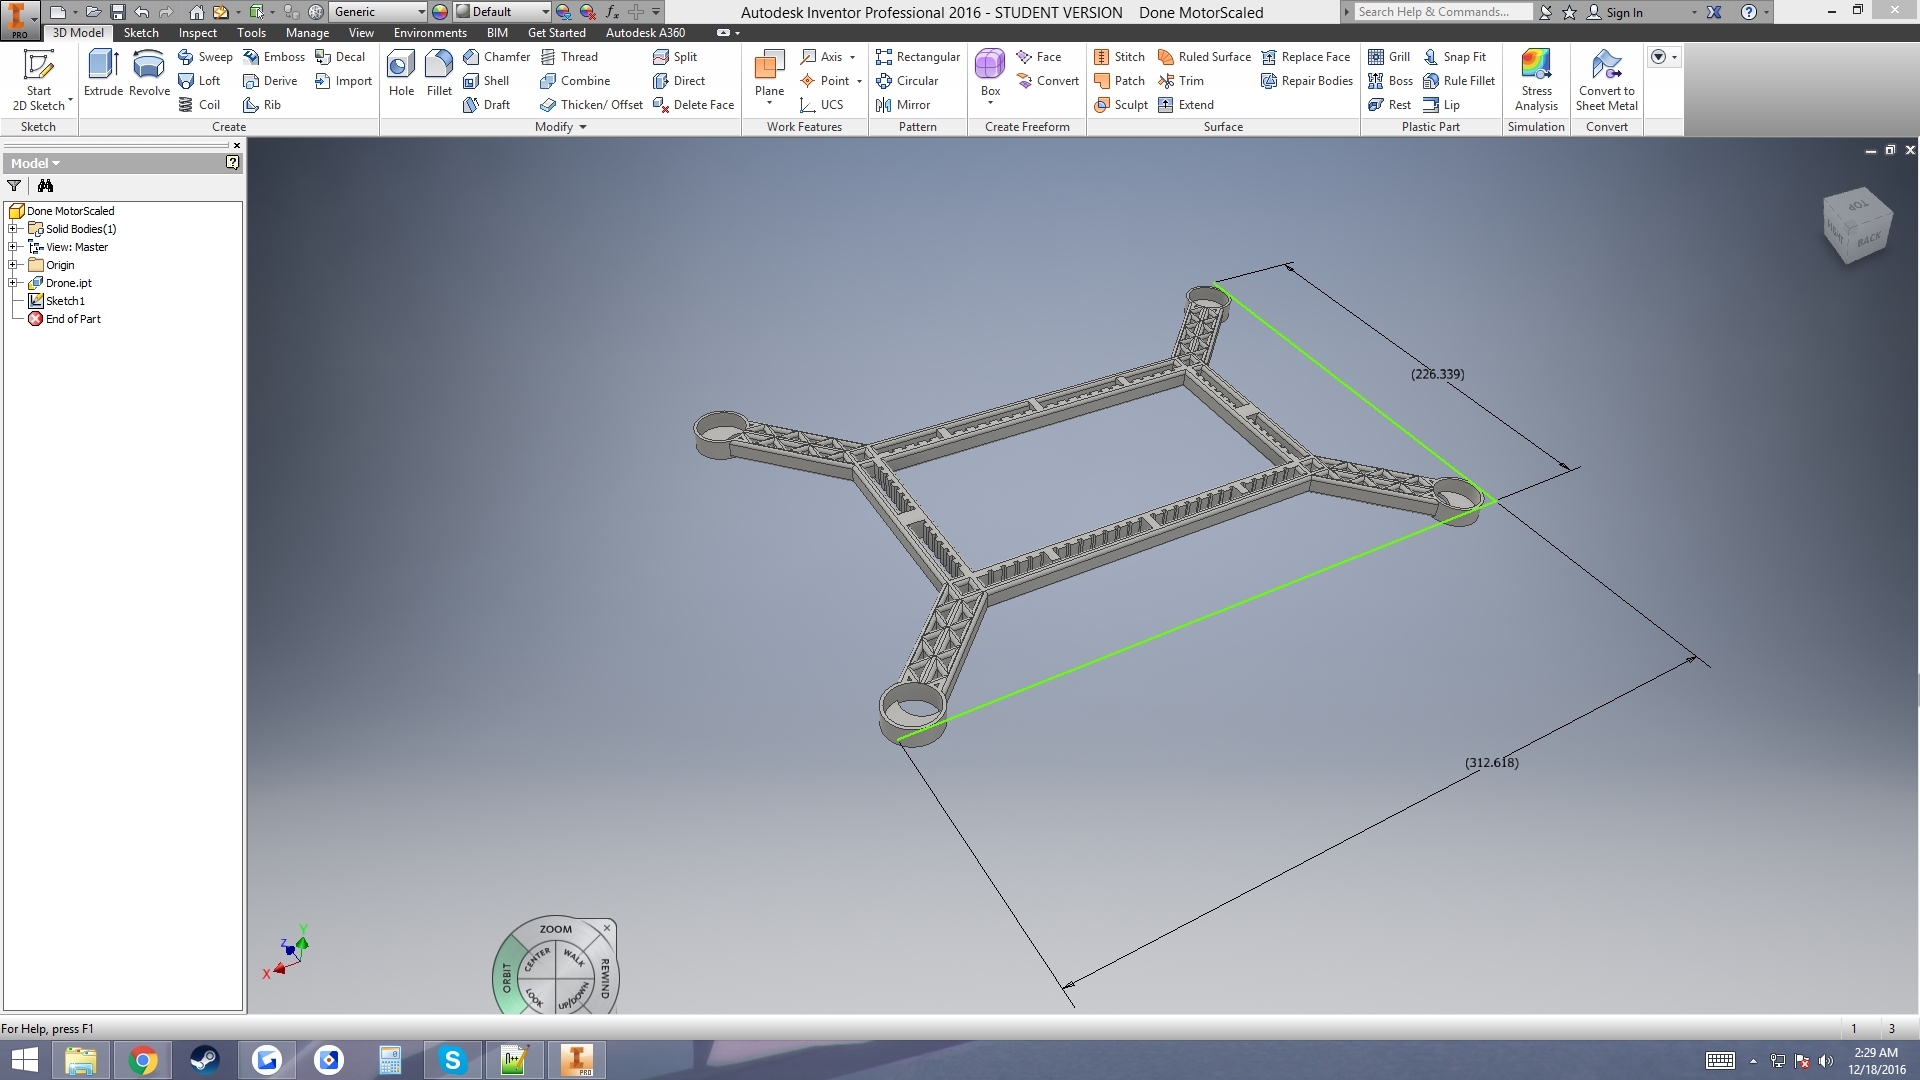 Generic
Default
Autodesk Inventor Professional 2016 - STUDENT VERSION Done MotorScaled
Search Help & Commands...
Sign In
PRO
3D Model Sketch Inspect Tools Manage View Environments BIM Get Started Autodesk A360
Start
2D Sketch
Extrude Revolve
Sweep Emboss Decal
Loft Derive Import
Coil Rib
Hole Fillet
Chamfer Thread Split
Shell Combine Direct
Draft Thicken/ Offset Delete Face
Plane
Axis
Point
UCS
Rectangular
Circular
Mirror
Box
Face
Convert
Stitch Ruled Surface Replace Face
Patch Trim Repair Bodies
Sculpt Extend
Grill Snap Fit
Boss Rule Fillet
Rest Lip
Stress
Analysis
Convert to
Sheet Metal
Sketch Create Modify Work Features Pattern Create Freeform Surface Plastic Part Simulation Convert
Model
Done MotorScaled
Solid Bodies(1)
View: Master
Origin
Drone.ipt
Sketch1
End of Part
TOP
RIGHT
BACK
(226.339)
(312.618)
Y
Z
X
ZOOM
ORBIT
REWIND
CENTER
WALK
LOOK
UP/DOWN
For Help, press F1
1 3
2:29 AM
12/18/2016
PRO